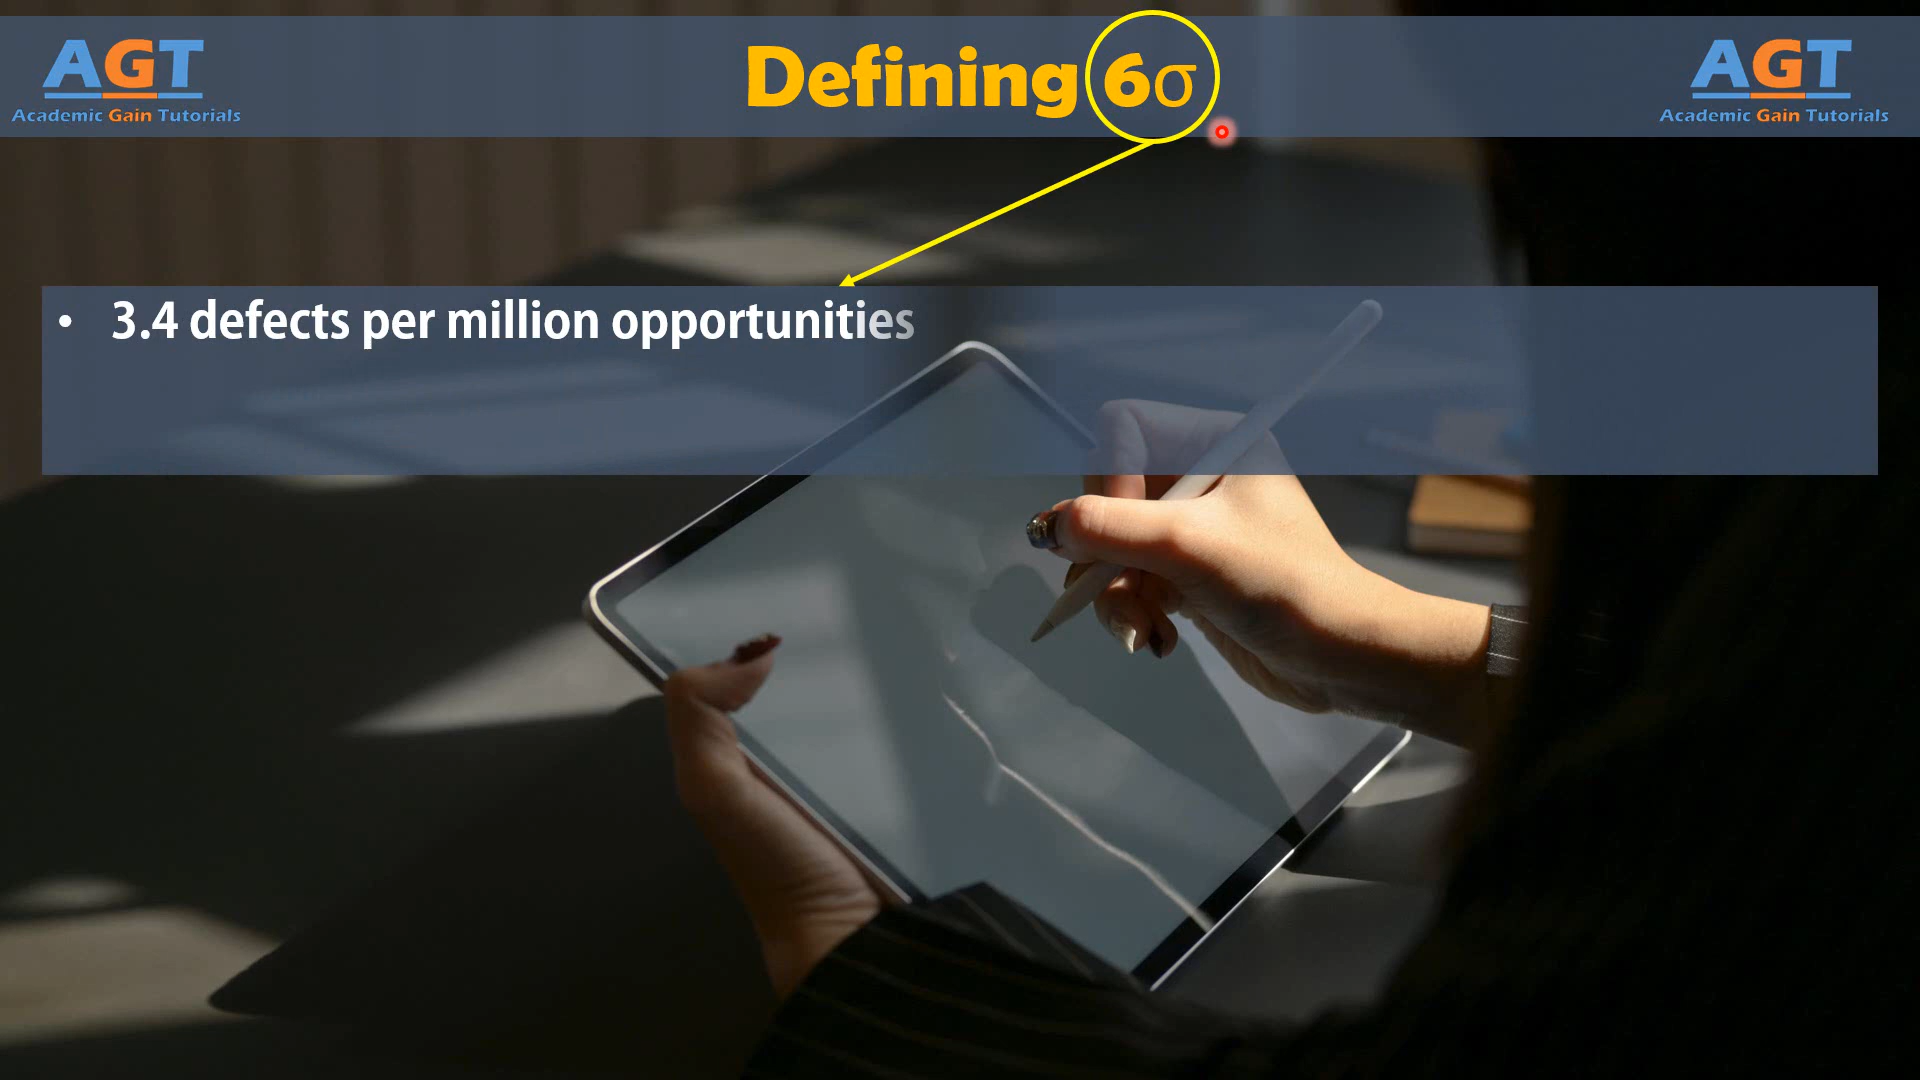 AGT
Academic Gain Tutorials
Defining 6σ
AGT
Academic Gain Tutorials
• 3.4 defects per million opportunities